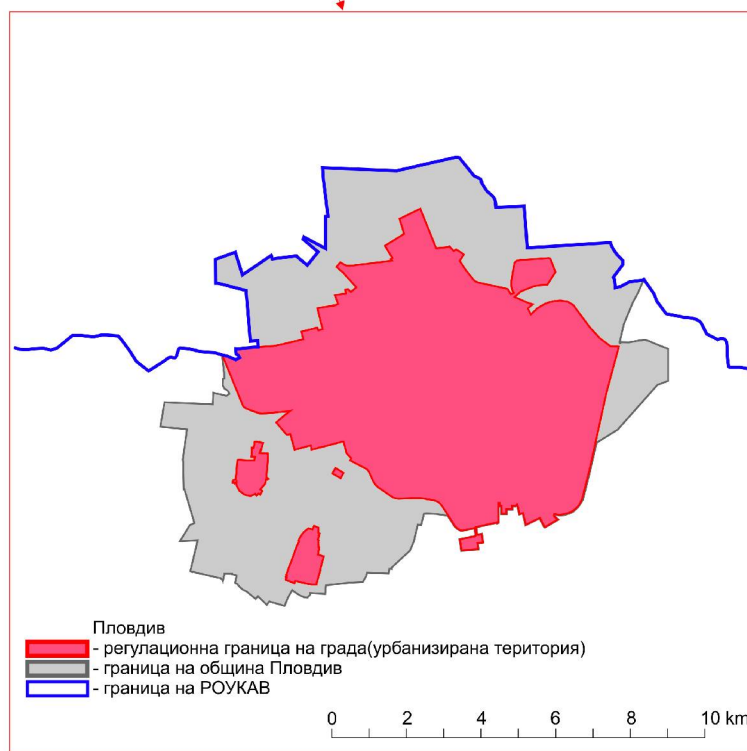 Пловдив
- регулационна граница на града(урбанизирана територия)
- граница на община Пловдив
- граница на РОУКАВ
0 2 4 6 8 10 km